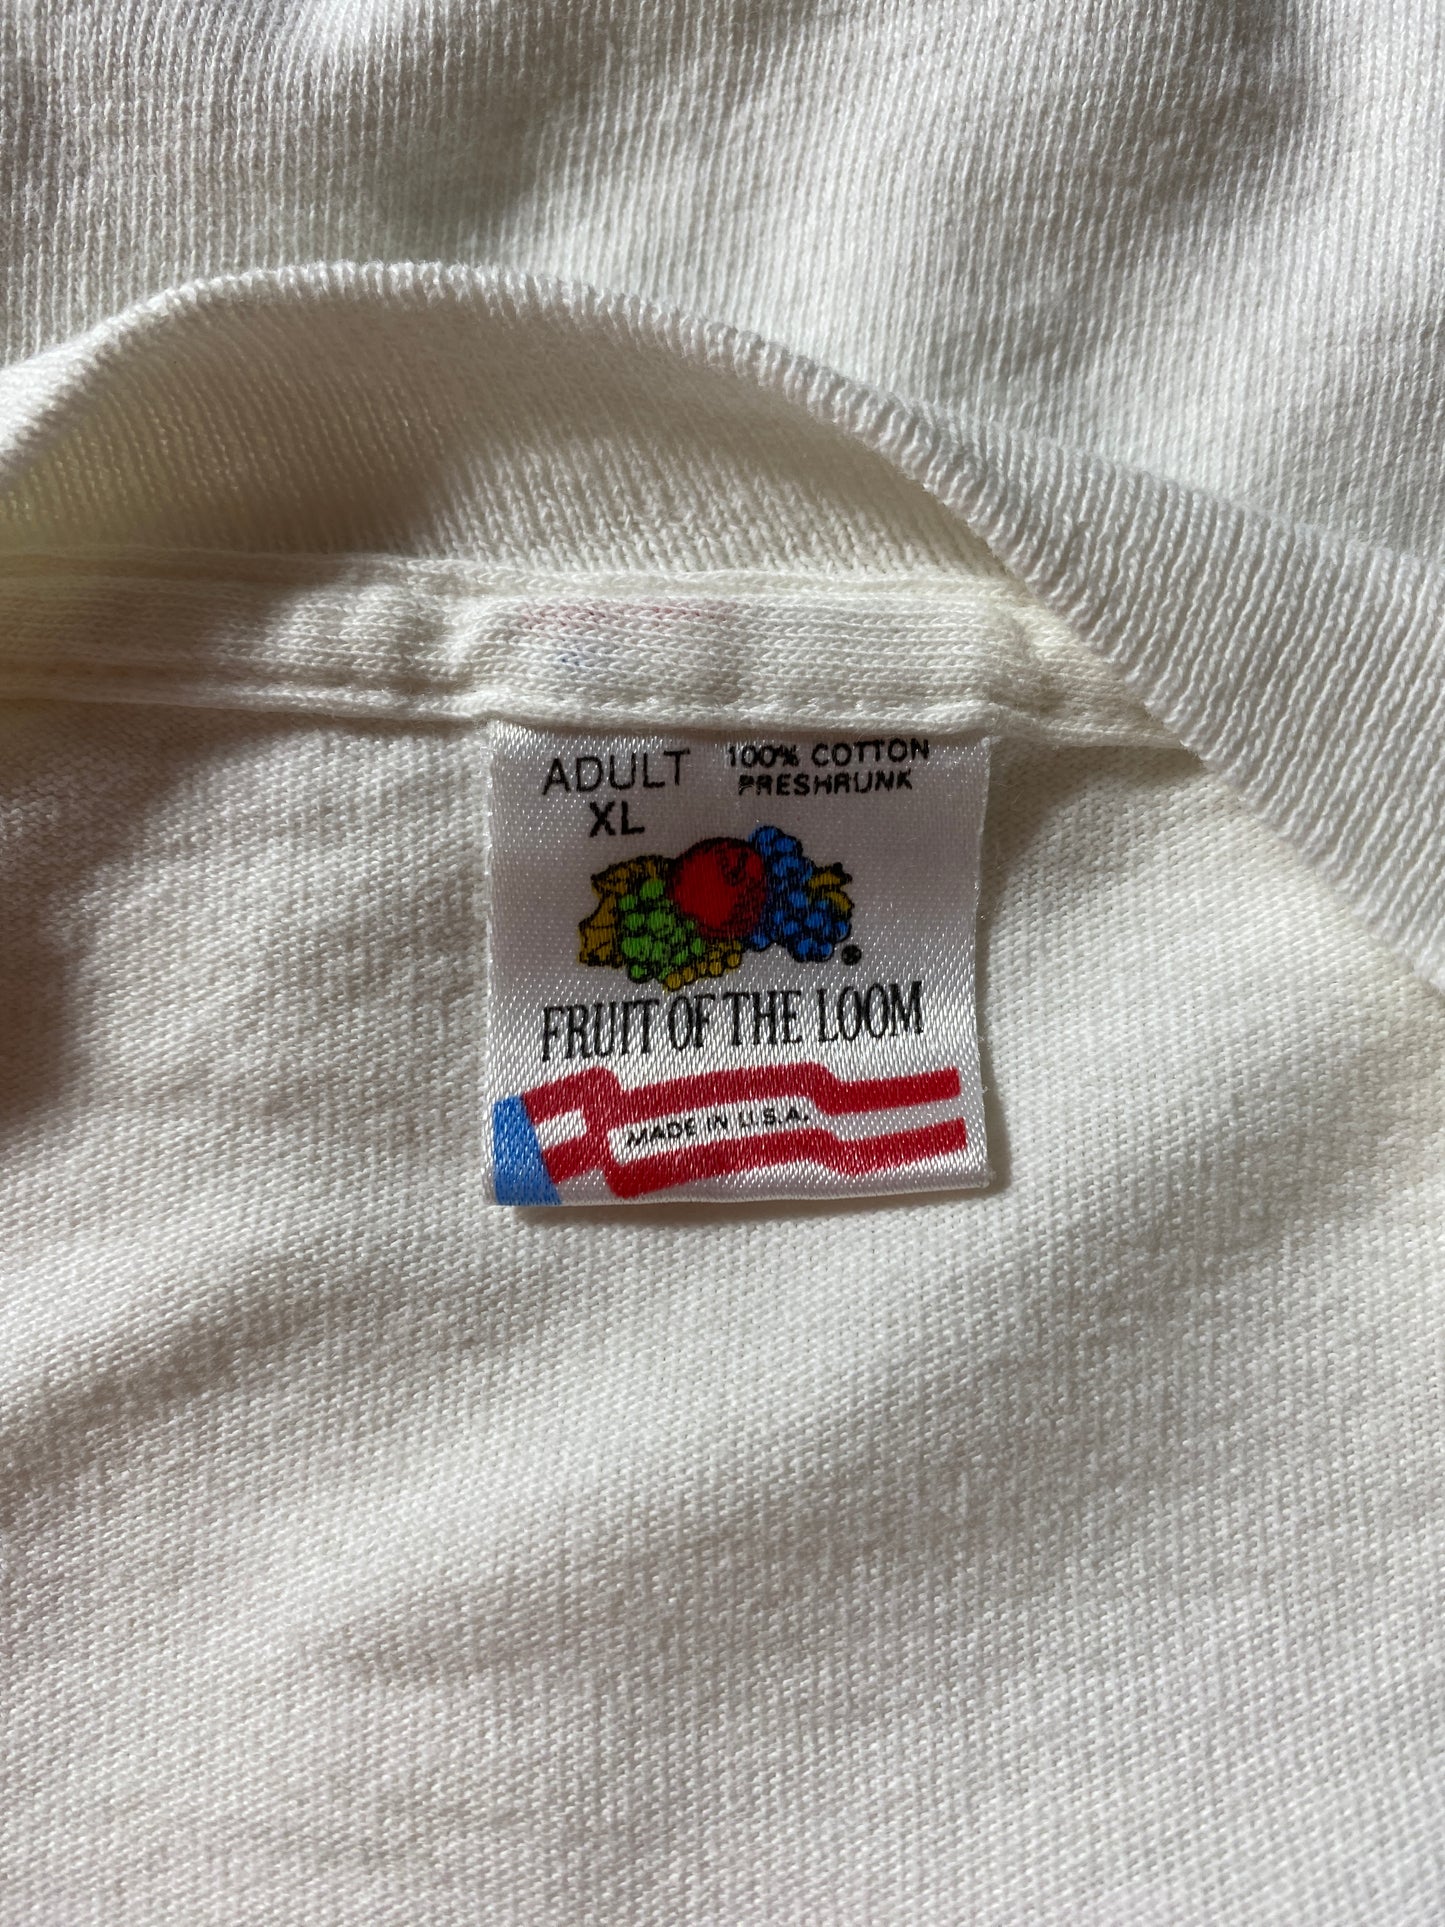 ADULT
XL
100% COTTON
PRESHRUNK
®
FRUIT OF THE LOOM
MADE IN U.S.A.